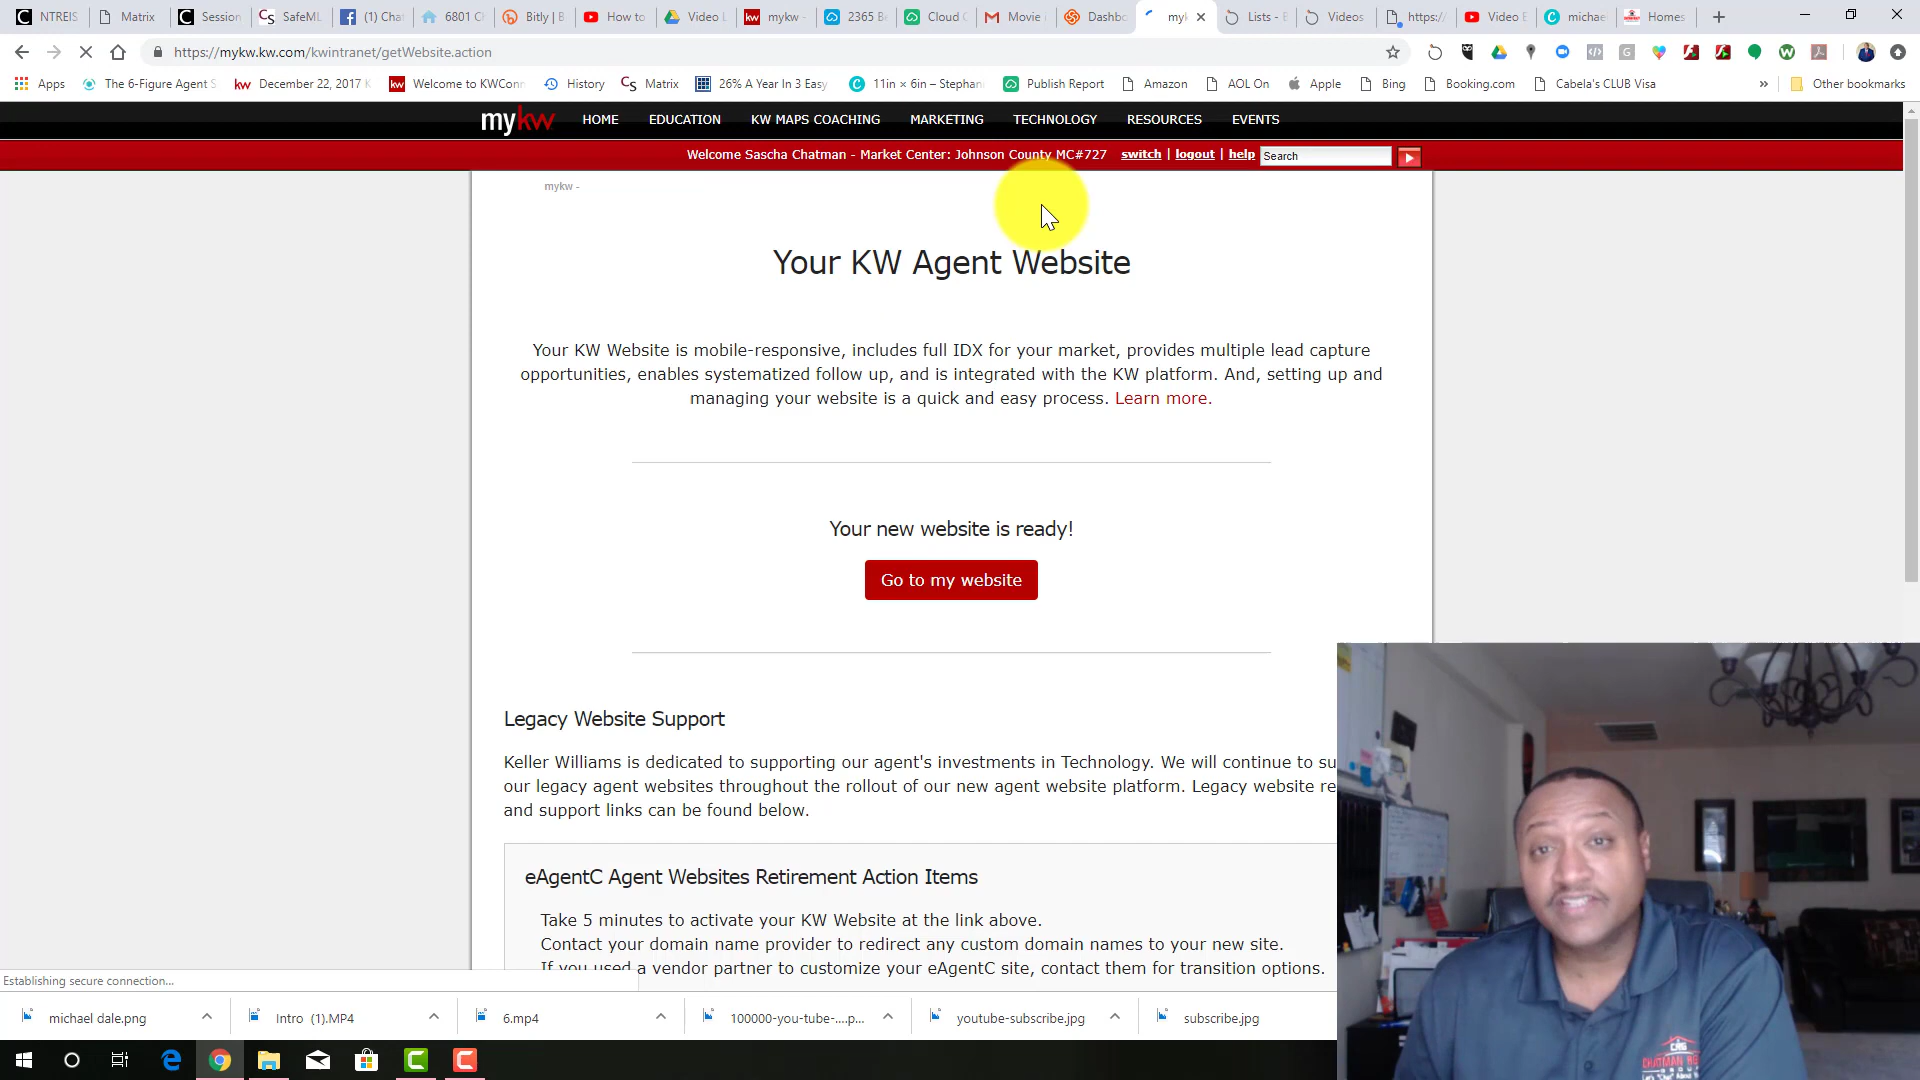 NTREIS Matrix Session SafeML (1) Chat 6801 C Bitly | B How to Video L mykw - 2365 B Cloud C Movie Dashbo myk Lists - E Videos https:/ Video E michae Homes
https://mykw.kw.com/kwintranet/getWebsite.action
Apps The 6-Figure Agent S December 22, 2017 K Welcome to KWConn History Matrix 26% A Year In 3 Easy 11in × 6in – Stephan Publish Report Amazon AOL On Apple Bing Booking.com Cabela's CLUB Visa » Other bookmarks
mykw HOME EDUCATION KW MAPS COACHING MARKETING TECHNOLOGY RESOURCES EVENTS
Welcome Sascha Chatman - Market Center: Johnson County MC#727 switch | logout | help Search
mykw -
Your KW Agent Website
Your KW Website is mobile-responsive, includes full IDX for your market, provides multiple lead capture
opportunities, enables systematized follow up, and is integrated with the KW platform. And, setting up and
managing your website is a quick and easy process. Learn more.
Your new website is ready!
Go to my website
Legacy Website Support
Keller Williams is dedicated to supporting our agent's investments in Technology. We will continue to su
our legacy agent websites throughout the rollout of our new agent website platform. Legacy website re
and support links can be found below.
eAgentC Agent Websites Retirement Action Items
Take 5 minutes to activate your KW Website at the link above.
Contact your domain name provider to redirect any custom domain names to your new site.
If you used a vendor partner to customize your eAgentC site, contact them for transition options.
Establishing secure connection...
michael dale.png Intro (1).MP4 6.mp4 100000-you-tube-....p... youtube-subscribe.jpg subscribe.jpg
CHATMAN